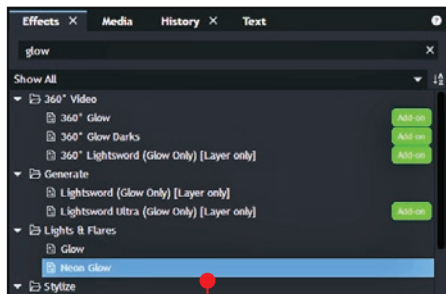 Effects × Media History × Text
glow ×
Show All
360° Video
360° Glow Add-on
360° Glow Darks Add-on
360° Lightsword (Glow Only) [Layer only] Add-on
Generate
Lightsword (Glow Only) [Layer only]
Lightsword Ultra (Glow Only) [Layer only] Add-on
Lights & Flares
Glow
Neon Glow
Stylize